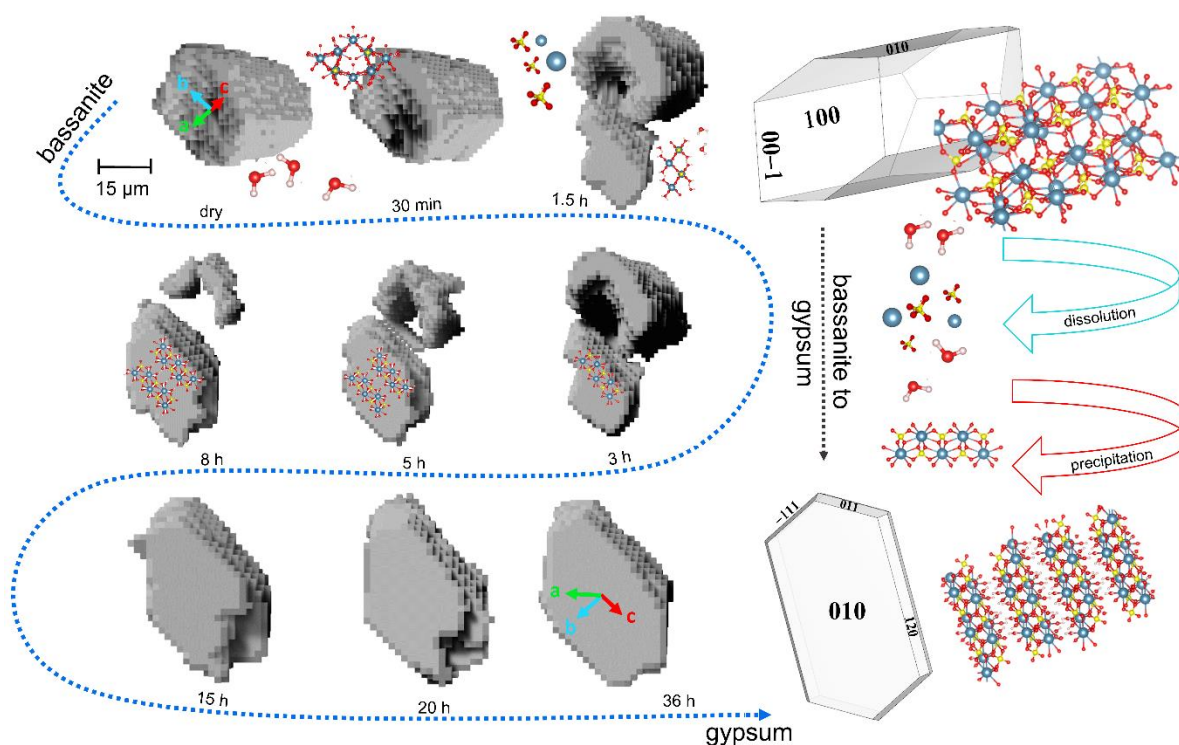 bassanite
b
c
a
15 µm
dry
30 min
1.5 h
8 h
5 h
3 h
15 h
20 h
36 h
a
b
c
gypsum
010
100
00-1
bassanite to
gypsum
dissolution
precipitation
-111
011
010
120